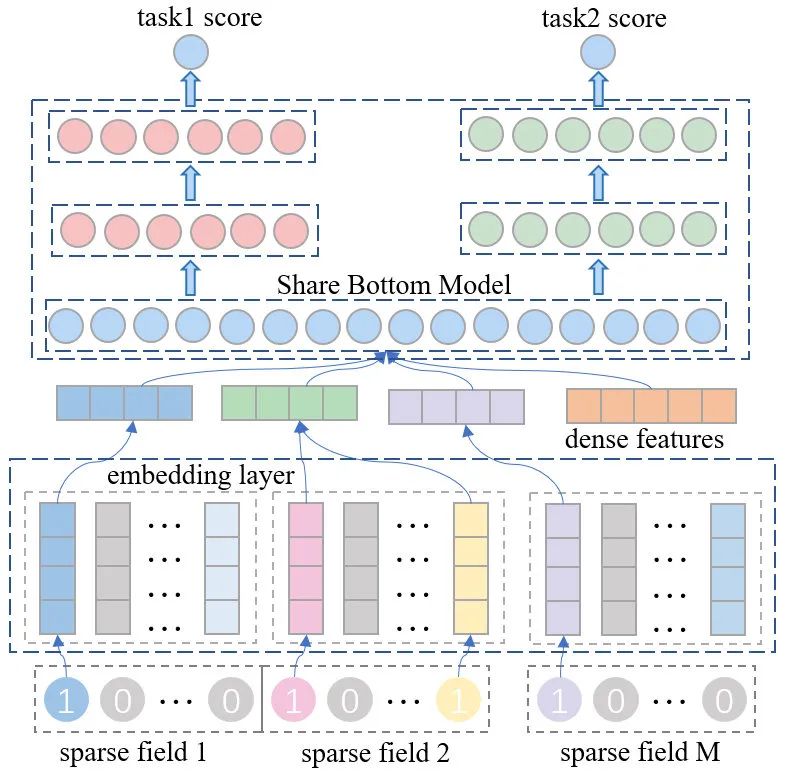 task1 score
task2 score
Share Bottom Model
dense features
embedding layer
... ...
... ...
... ...
... ...
1 0 ... 0
1 0 ... 1
1 0 ... 0
sparse field 1
sparse field 2
sparse field M